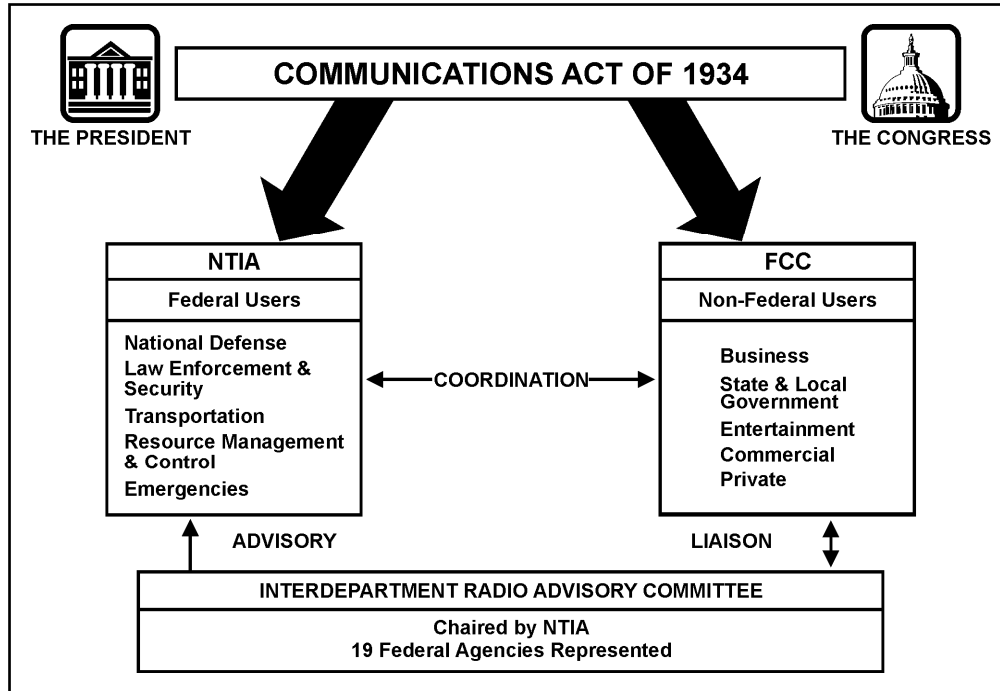 COMMUNICATIONS ACT OF 1934
THE PRESIDENT
THE CONGRESS
NTIA
Federal Users
National Defense
Law Enforcement &
Security
Transportation
Resource Management
& Control
Emergencies
COORDINATION
FCC
Non-Federal Users
Business
State & Local
Government
Entertainment
Commercial
Private
ADVISORY
LIAISON
INTERDEPARTMENT RADIO ADVISORY COMMITTEE
Chaired by NTIA
19 Federal Agencies Represented